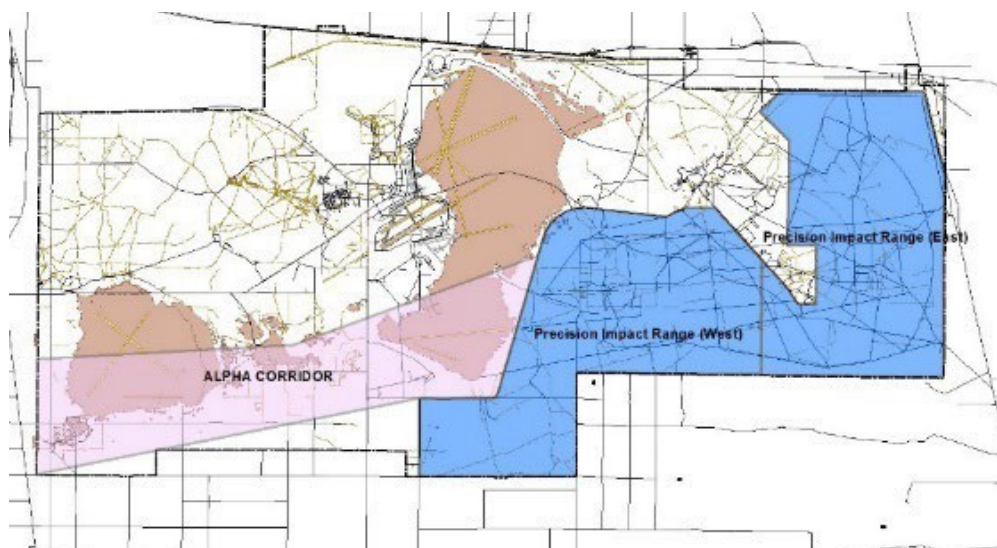 Precision Impact Range (East)
Precision Impact Range (West)
ALPHA CORRIDOR